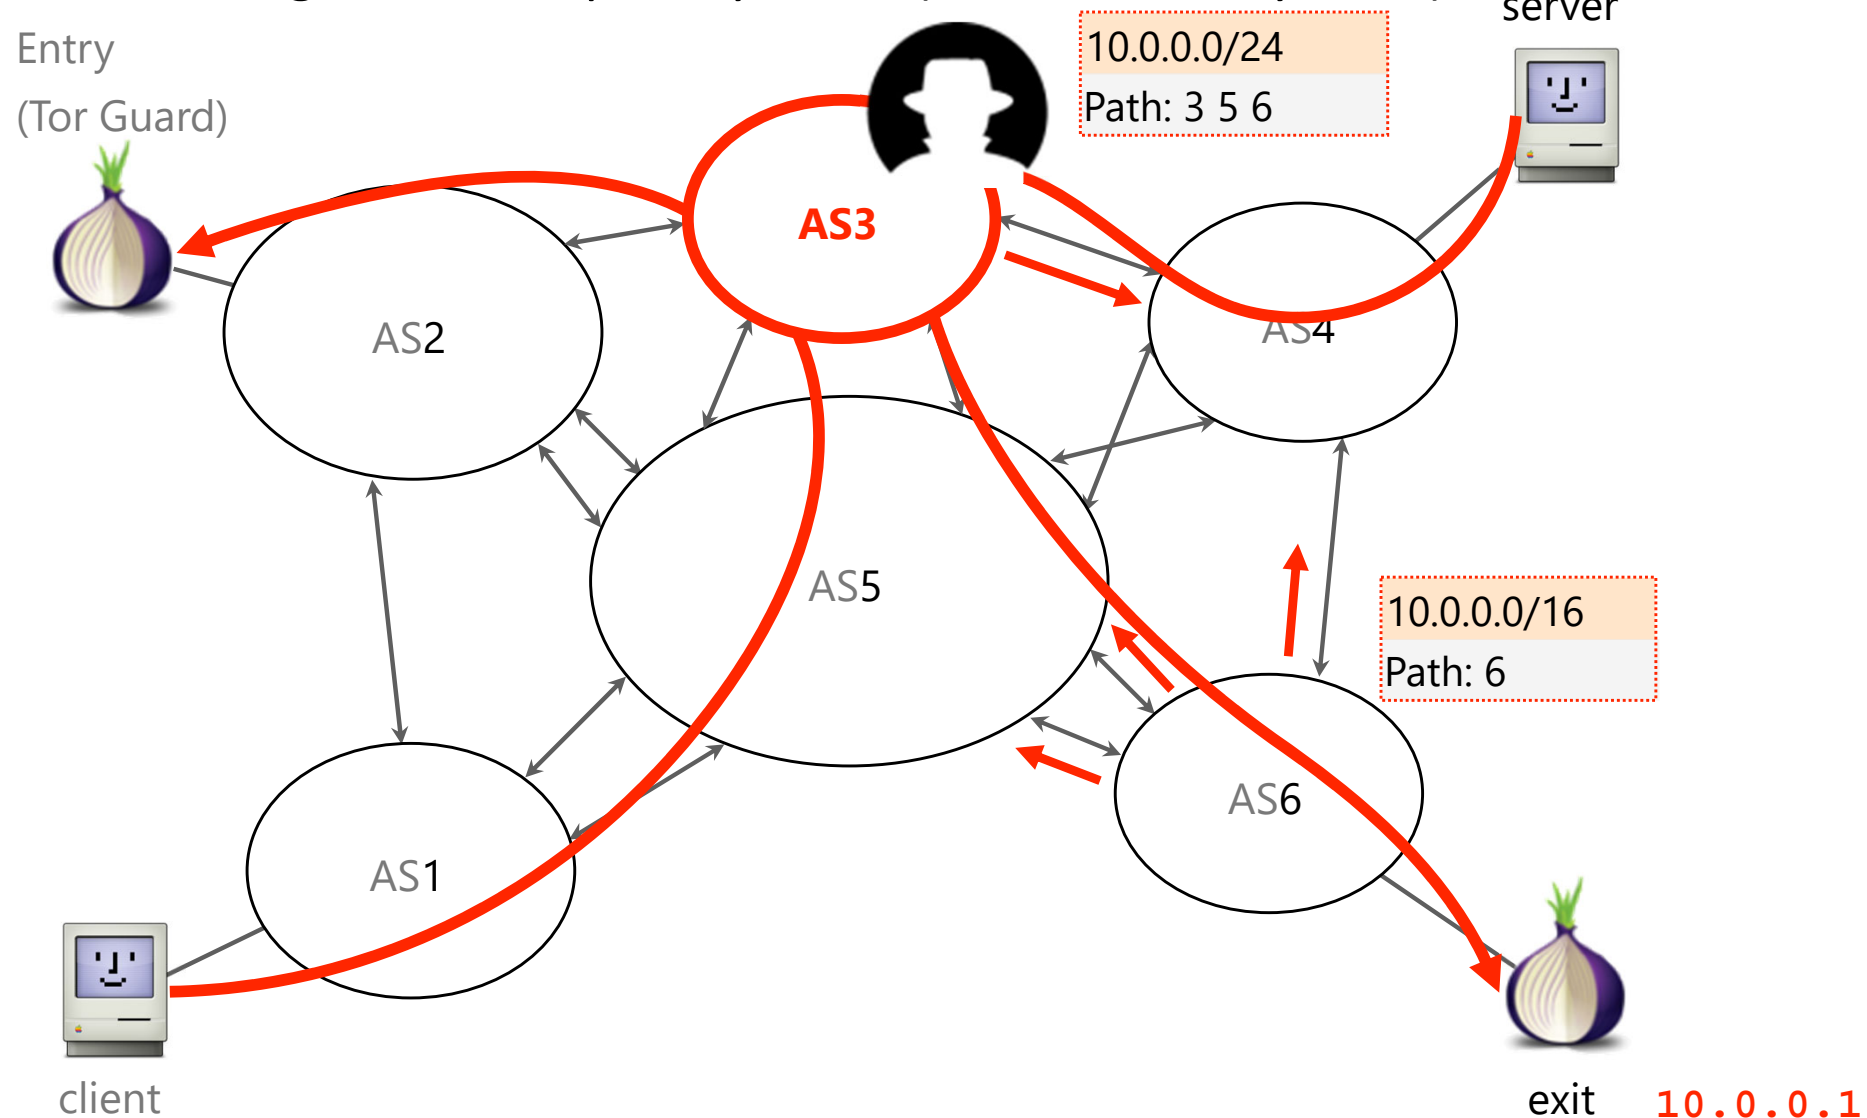 server
Entry
(Tor Guard)
10.0.0.0/24
Path: 3 5 6
AS3
AS2
AS4
AS5
10.0.0.0/16
Path: 6
AS6
AS1
client
exit 10.0.0.1